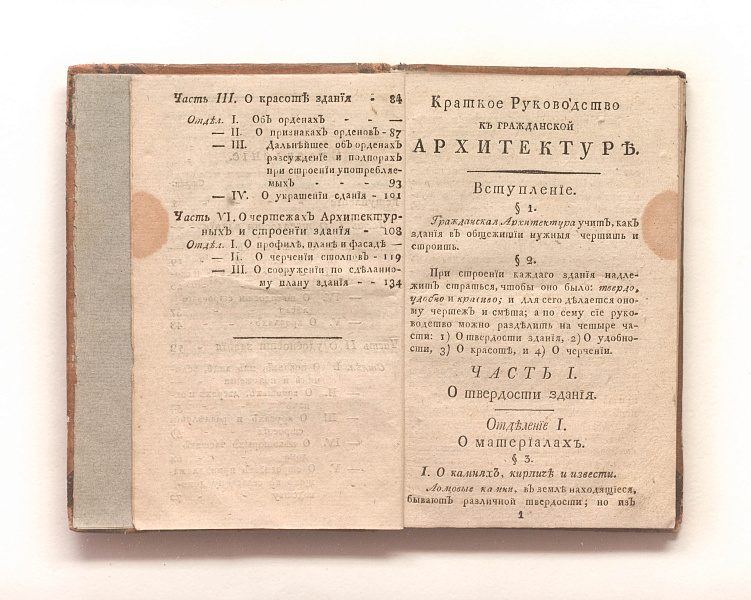 Часть III. О красотѣ зданія - 84
Отдѣл. I. Объ орденахъ - - —
— II. О признакахъ орденовъ - 87
— III. Дальнѣйшее объ орденахъ
разсужденіе и подпорахъ
при строеніи употребляе-
мыхъ - - - 93
— IV. О украшеніи сданія - 101
Часть VI. О чертежахъ Архитектур-
ныхъ и строеніи зданія - 108
Отдѣл. I. О профилѣ, планѣ и фасадѣ —
— II. О черченіи столповъ - 119
— III. О сооруженіи по сдѣланно-
му плану зданія - - 134
Краткое Руководство
къ гражданской
АРХИТЕКТУРѢ.
Вступленіе.
§ 1.
Гражданская Архитектура учитъ, какъ
зданія въ общежитіи нужныя чертить и
строить.
§ 2.
При строеніи каждаго зданія надле-
житъ стараться, чтобы оно было: твердо,
удобно и красиво; и для сего дѣлается оно-
му чертежъ и смѣта; а по сему сіе руко-
водство можно раздѣлить на четыре ча-
сти: 1) О твердости зданія, 2) О удобно-
сти, 3) О красотѣ, и 4) О черченіи.
ЧАСТЬ I.
О твердости зданія.
Отдѣленіе I.
О матеріалахъ.
§ 3.
I. О камняхъ, кирпичѣ и извести.
Ломовые камни, въ землѣ находящіеся,
бываютъ различной твердости; но изъ
1